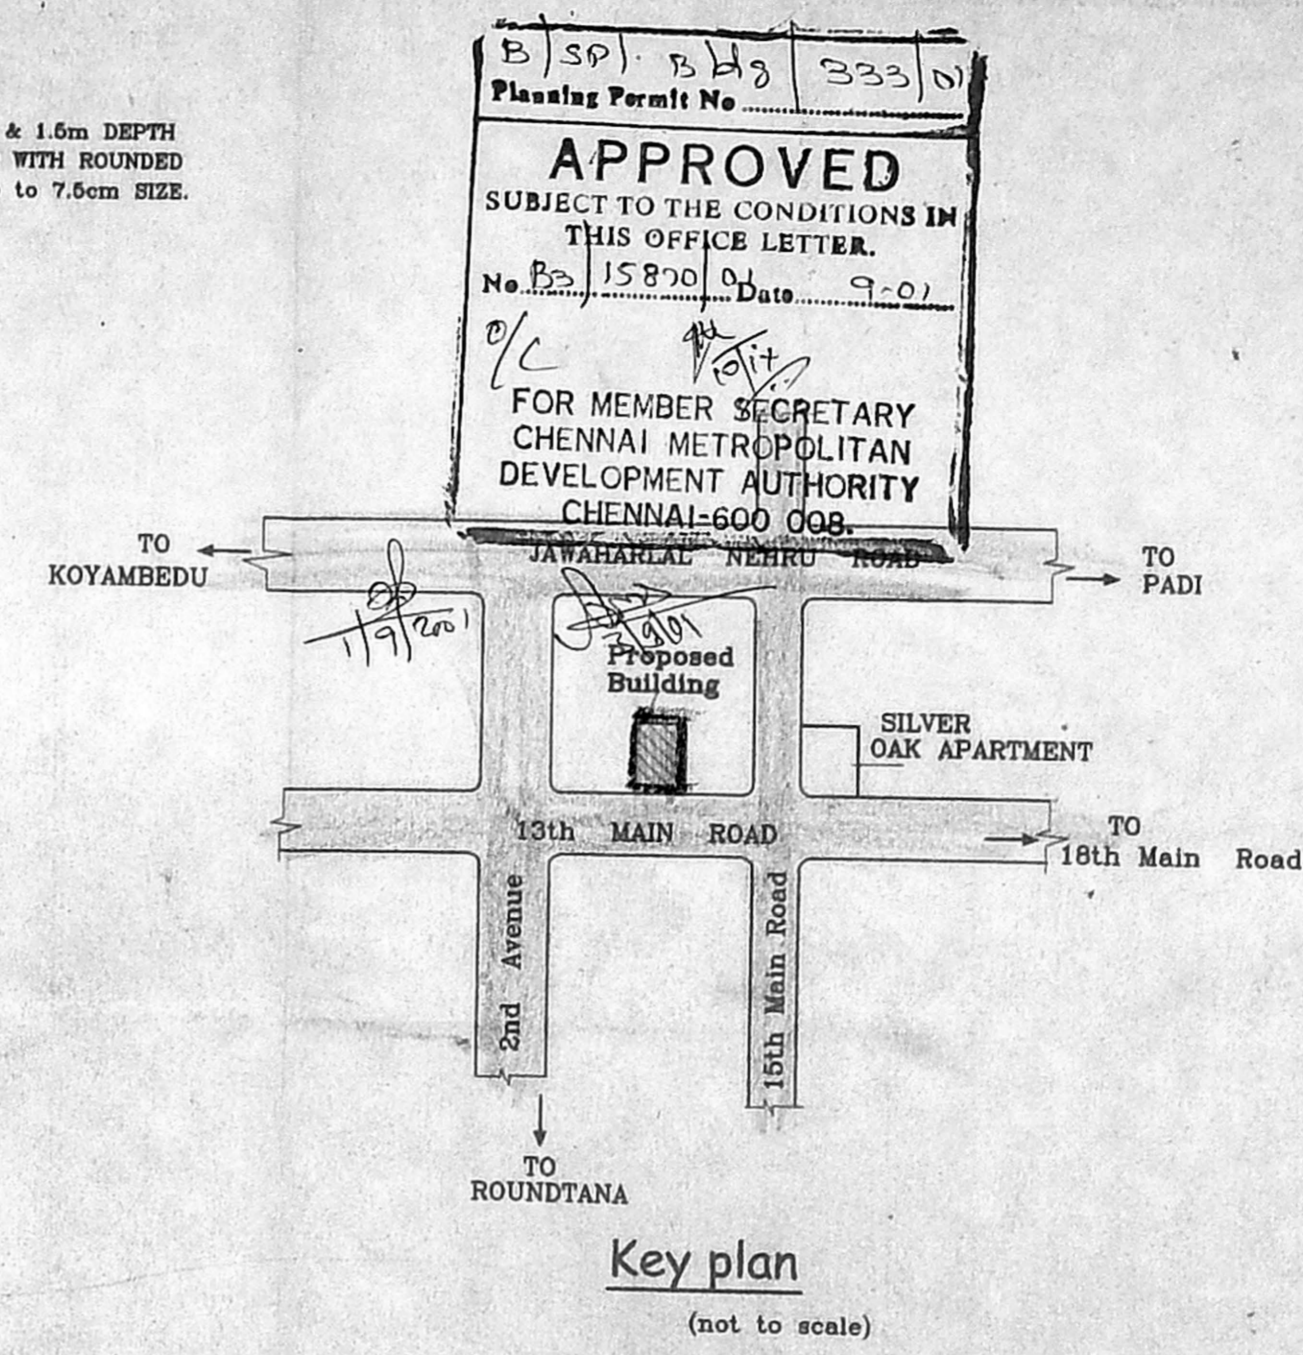 & 1.5m DEPTH
WITH ROUNDED
to 7.5cm SIZE.
B/SP/. Bldg/333/01
Planning Permit No
APPROVED
SUBJECT TO THE CONDITIONS IN
THIS OFFICE LETTER.
No B3/15870/01 Date 9-01
O/C
FOR MEMBER SECRETARY
CHENNAI METROPOLITAN
DEVELOPMENT AUTHORITY
CHENNAI-600 008.
TO
KOYAMBEDU
JAWAHARLAL NEHRU ROAD
TO
PADI
1/9/2001
3/9/01
Proposed
Building
SILVER
OAK APARTMENT
13th MAIN ROAD
TO
18th Main Road
2nd Avenue
15th Main Road
TO
ROUNDTANA
Key plan
(not to scale)